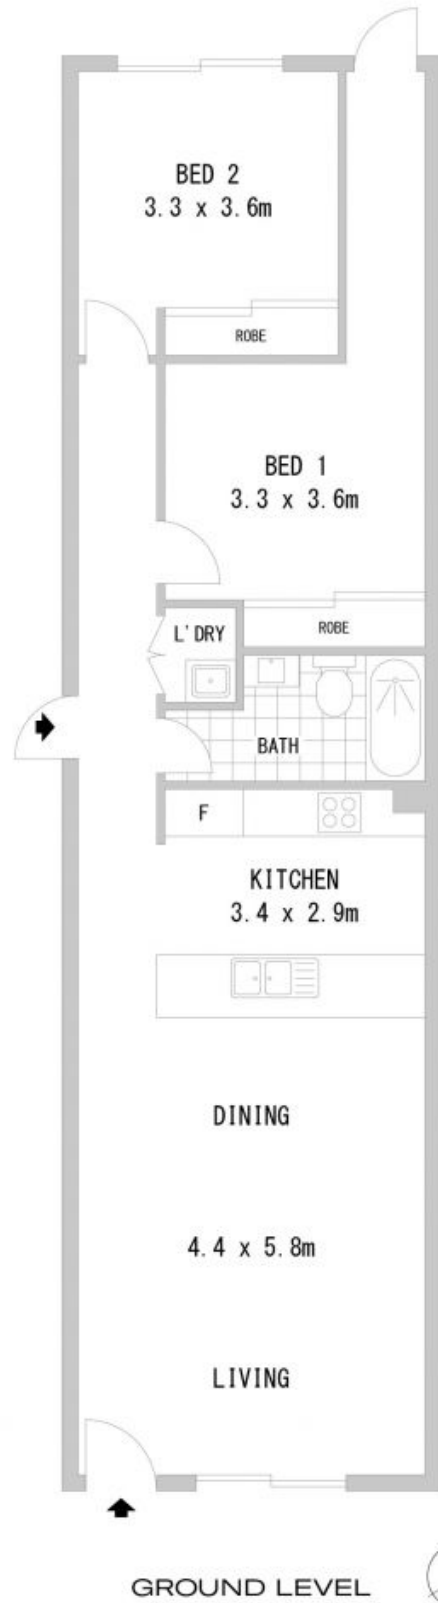 BED 2
3.3 x 3.6m
ROBE
BED 1
3.3 x 3.6m
ROBE
L'DRY
BATH
F
KITCHEN
3.4 x 2.9m
DINING
4.4 x 5.8m
LIVING
GROUND LEVEL